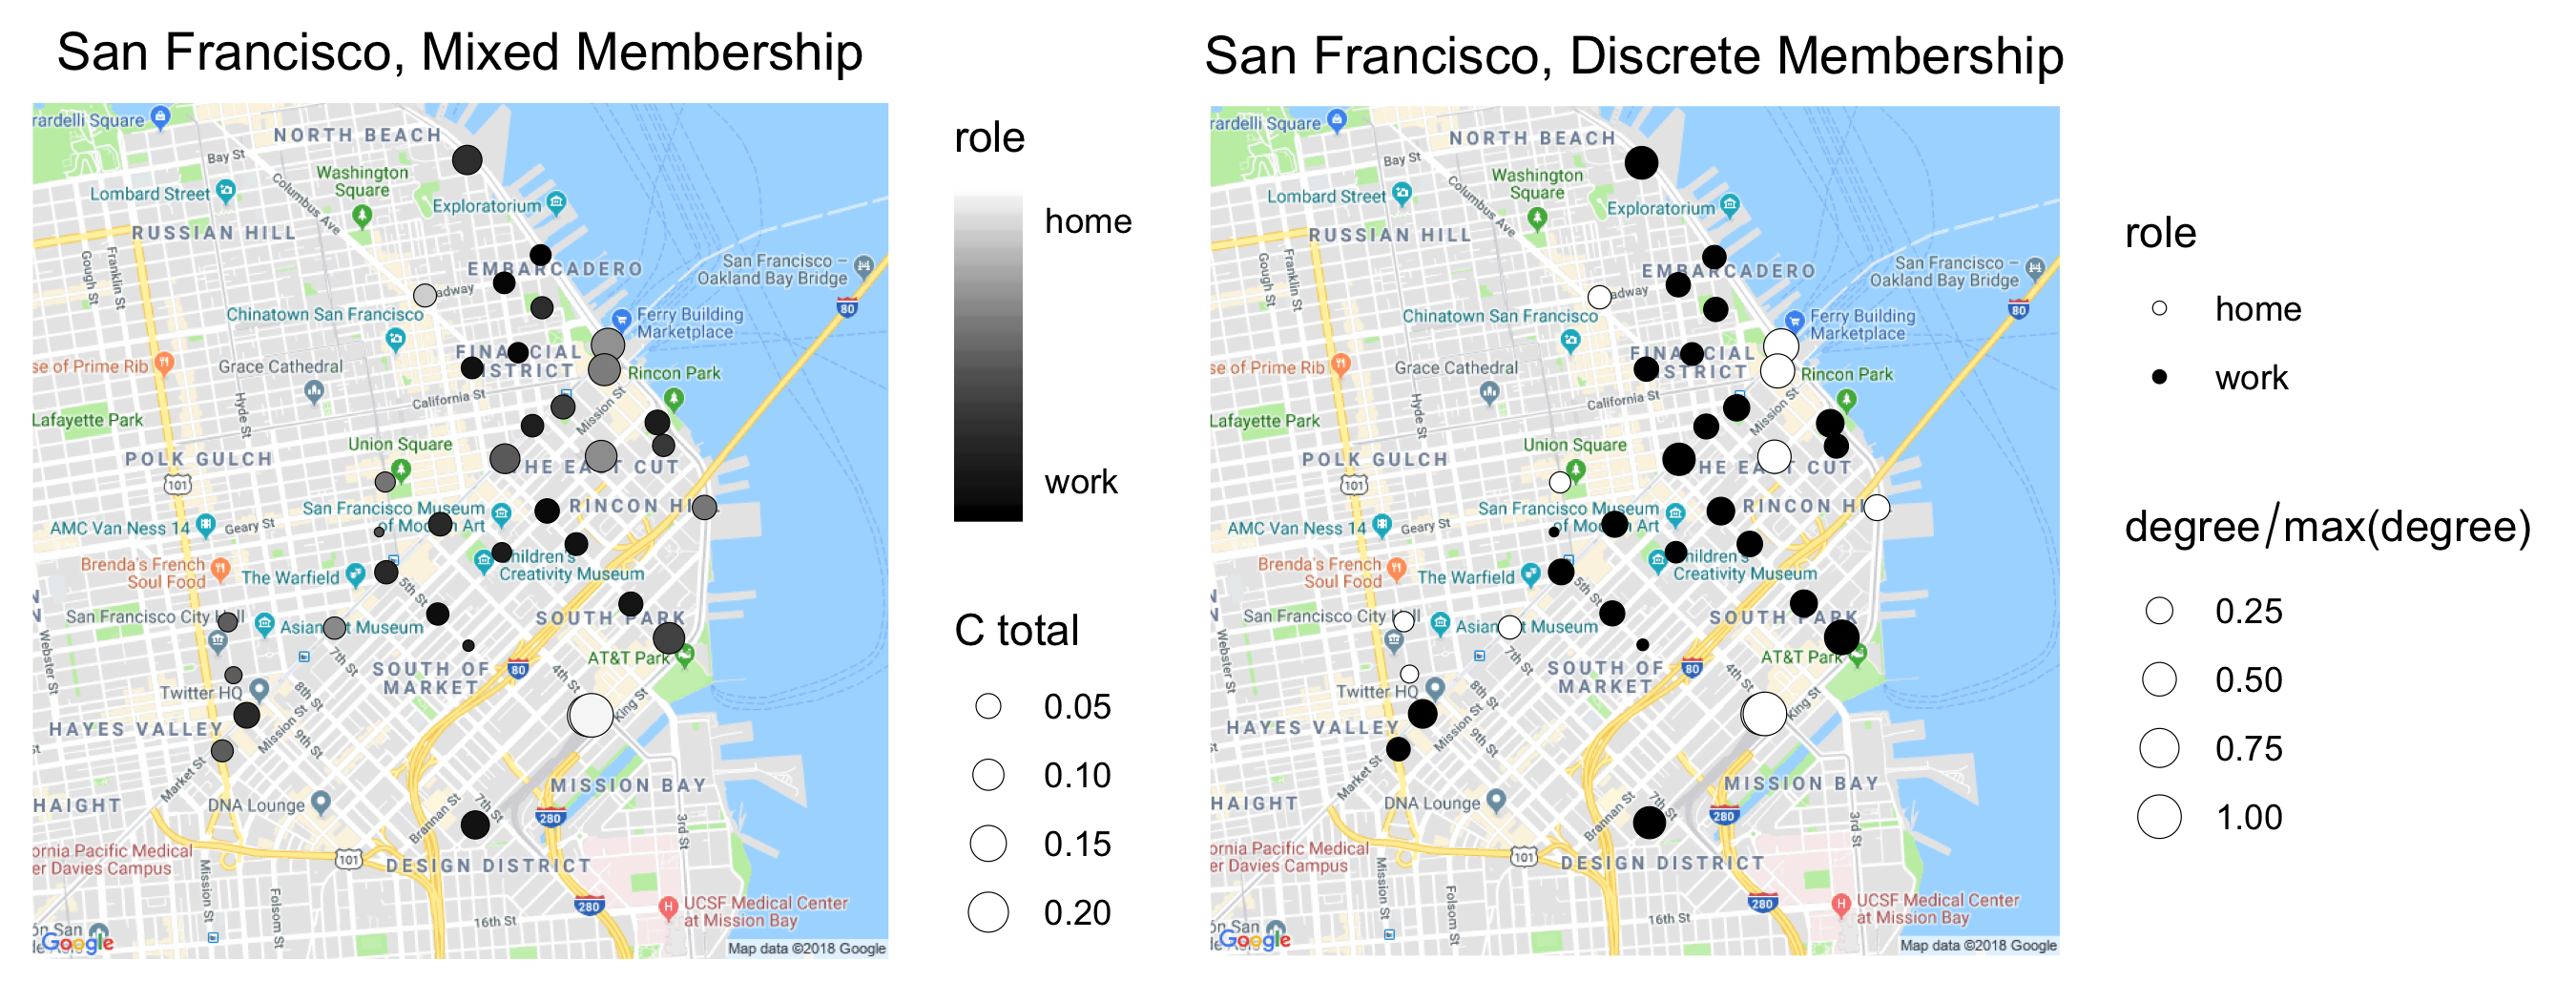 San Francisco, Mixed Membership
rardelli Square
NORTH BEACH
Bay St
Washington
Square
Lombard Street
Columbus Ave
Exploratorium
RUSSIAN HILL
Gough St
Franklin St
EMBARCADERO
San Francisco –
Oakland Bay Bridge
adway
80
Chinatown San Francisco
Ferry Building
Marketplace
FINANCIAL
ISTRICT
se of Prime Rib
Grace Cathedral
Rincon Park
Hyde St
California St
Mission St
Lafayette Park
Union Square
POLK GULCH
HE EA T CUT
101
San Francisco Museum
of Modern Art
RINCON HI
AMC Van Ness 14
Geary St
Brenda's French
Soul Food
The Warfield
hildren's
Creativity Museum
5th St
San Francisco City Hall
Asian Art Museum
SOUTH PARK
Webster St
7th St
SOUTH OF
MARKET
80
AT&T Park
4th St
Twitter HQ
8th St
King St
HAYES VALLEY
Mission St
9th St
Market St
MISSION BAY
HAIGHT
DNA Lounge
Brannan St
7th St
280
3rd St
ornia Pacific Medical
er Davies Campus
101
DESIGN DISTRICT
Mission St
Folsom St
280
UCSF Medical Center
at Mission Bay
16th St
Google
Map data ©2018 Google
role
home
work
C total
0.05
0.10
0.15
0.20
San Francisco, Discrete Membership
rardelli Square
NORTH BEACH
Bay St
Washington
Square
Lombard Street
Columbus Ave
Exploratorium
RUSSIAN HILL
Gough St
Franklin St
EMBARCADERO
San Francisco –
Oakland Bay Bridge
adway
80
Chinatown San Francisco
Ferry Building
Marketplace
FINANCIAL
ISTRICT
se of Prime Rib
Grace Cathedral
Rincon Park
Hyde St
California St
Mission St
Lafayette Park
Union Square
POLK GULCH
HE EA T CUT
101
San Francisco Museum
of Modern Art
RINCON HI
AMC Van Ness 14
Geary St
Brenda's French
Soul Food
The Warfield
hildren's
Creativity Museum
5th St
San Francisco City Hall
Asian Art Museum
SOUTH PARK
Webster St
7th St
SOUTH OF
MARKET
80
AT&T Park
4th St
Twitter HQ
8th St
King St
HAYES VALLEY
Mission St
9th St
Market St
MISSION BAY
HAIGHT
DNA Lounge
Brannan St
7th St
280
3rd St
ornia Pacific Medical
er Davies Campus
101
DESIGN DISTRICT
Mission St
Folsom St
280
UCSF Medical Center
at Mission Bay
16th St
Google
Map data ©2018 Google
role
home
work
degree/max(degree)
0.25
0.50
0.75
1.00